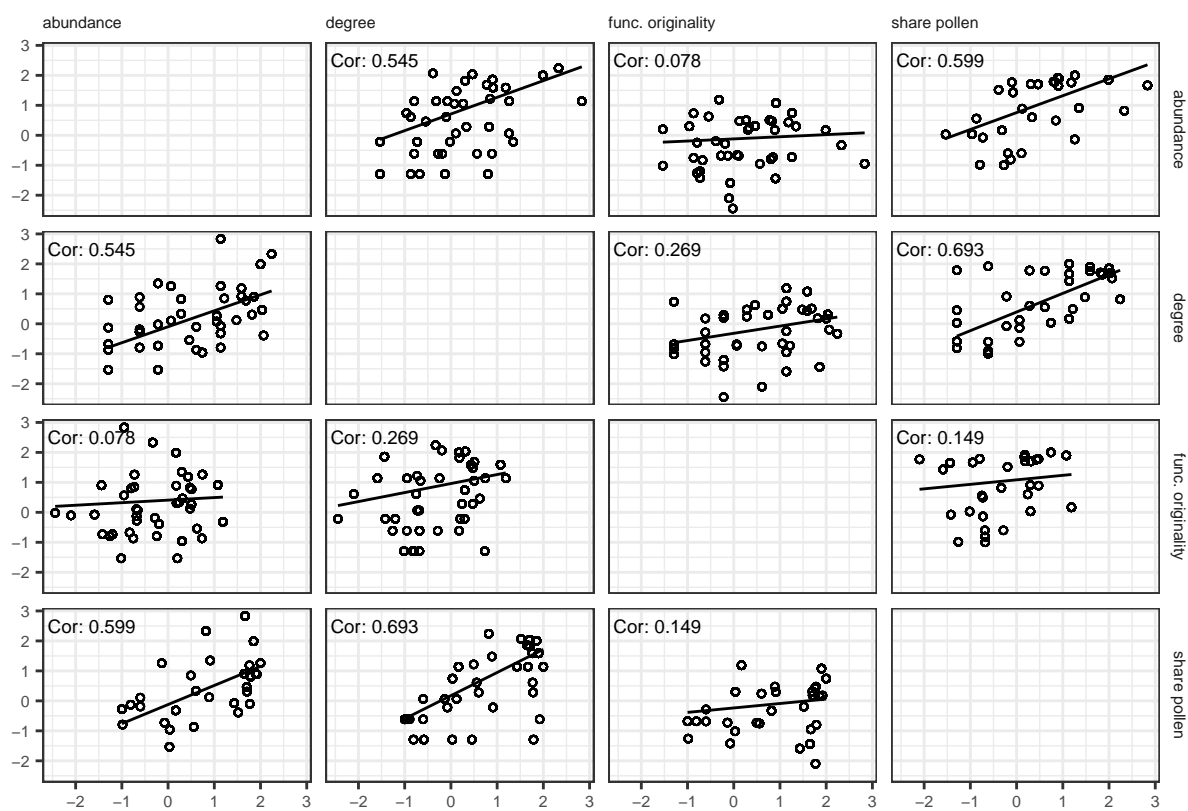 abundance degree func. originality share pollen
3 2 1 0 −1 −2 Cor: 0.545 Cor: 0.078 Cor: 0.599 abundance
3 2 1 0 −1 −2 Cor: 0.545 Cor: 0.269 Cor: 0.693 degree
3 2 1 0 −1 −2 Cor: 0.078 Cor: 0.269 Cor: 0.149 func. originality
3 2 1 0 −1 −2 Cor: 0.599 Cor: 0.693 Cor: 0.149 share pollen
−2 −1 0 1 2 3 −2 −1 0 1 2 3 −2 −1 0 1 2 3 −2 −1 0 1 2 3